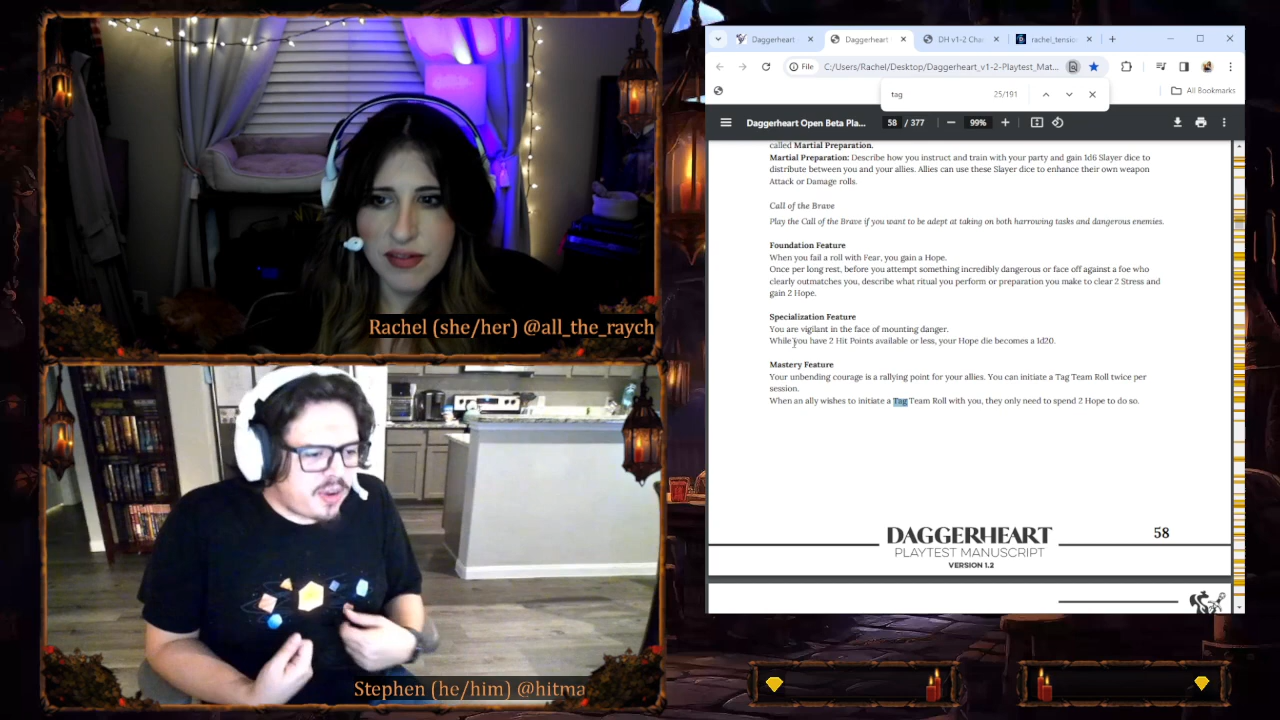 Rachel (she/her) @all_the_raych
Stephen (he/him) @hitma
Daggerheart
Daggerheart
DH v1-2 Cha
rachel_tensio
File
C:/Users/Rachel/Desktop/Daggerheart_v1-2-Playtest_Mat...
tag
25/191
All Bookmarks
Daggerheart Open Beta Pla...
58 / 377
99%
called Martial Preparation.
Martial Preparation: Describe how you instruct and train with your party and gain 1d6 Slayer dice to
distribute between you and your allies. Allies can use these Slayer dice to enhance their own weapon
Attack or Damage rolls.
Call of the Brave
Play the Call of the Brave if you want to be adept at taking on both harrowing tasks and dangerous enemies.
Foundation Feature
When you fail a roll with Fear, you gain a Hope.
Once per long rest, before you attempt something incredibly dangerous or face off against a foe who
clearly outmatches you, describe what ritual you perform or preparation you make to clear 2 Stress and
gain 2 Hope.
Specialization Feature
You are vigilant in the face of mounting danger.
While you have 2 Hit Points available or less, your Hope die becomes a 1d20.
Mastery Feature
Your unbending courage is a rallying point for your allies. You can initiate a Tag Team Roll twice per
session.
When an ally wishes to initiate a Tag Team Roll with you, they only need to spend 2 Hope to do so.
DAGGERHEART
58
PLAYTEST MANUSCRIPT
VERSION 1.2